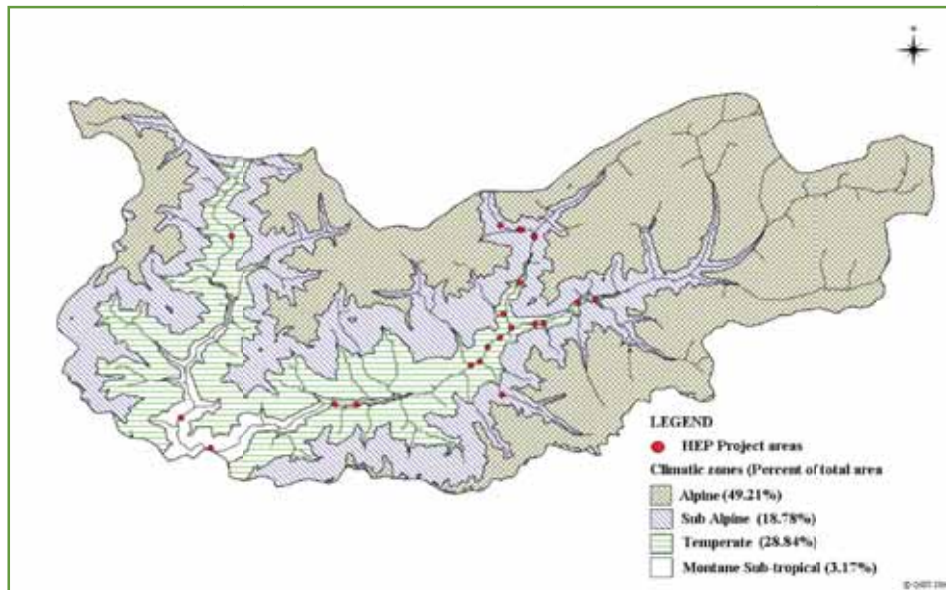 LEGEND
HEP Project areas
Climatic zones (Percent of total area
Alpine (49.21%)
Sub Alpine (18.78%)
Temperate (28.84%)
Montane Sub-tropical (3.17%)